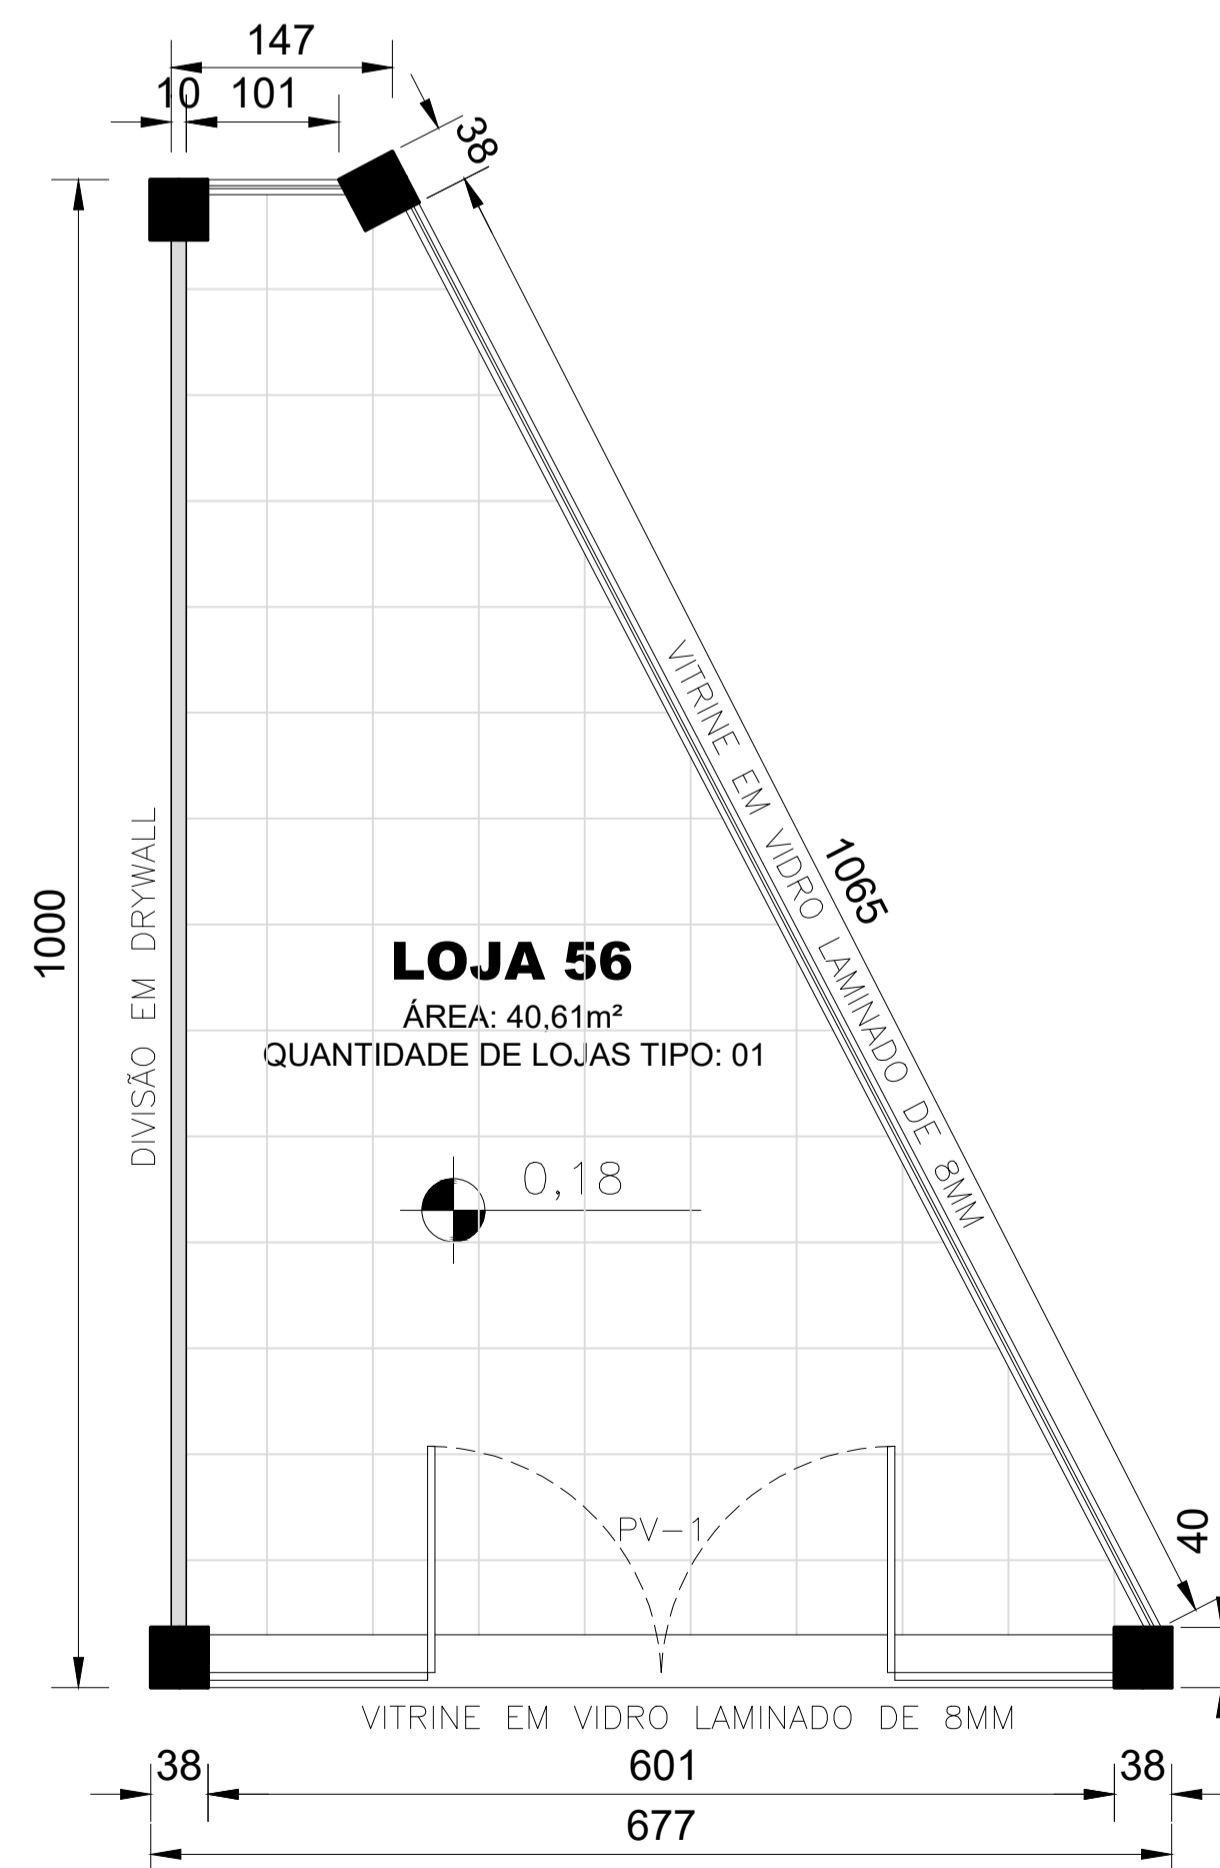 147
10 101
38
1000
1065
VITRINE EM VIDRO LAMINADO DE 8MM
DIVISÃO EM DRYWALL
LOJA 56
ÁREA: 40,61m²
QUANTIDADE DE LOJAS TIPO: 01
0,18
PV-1
40
VITRINE EM VIDRO LAMINADO DE 8MM
38 601 38
677